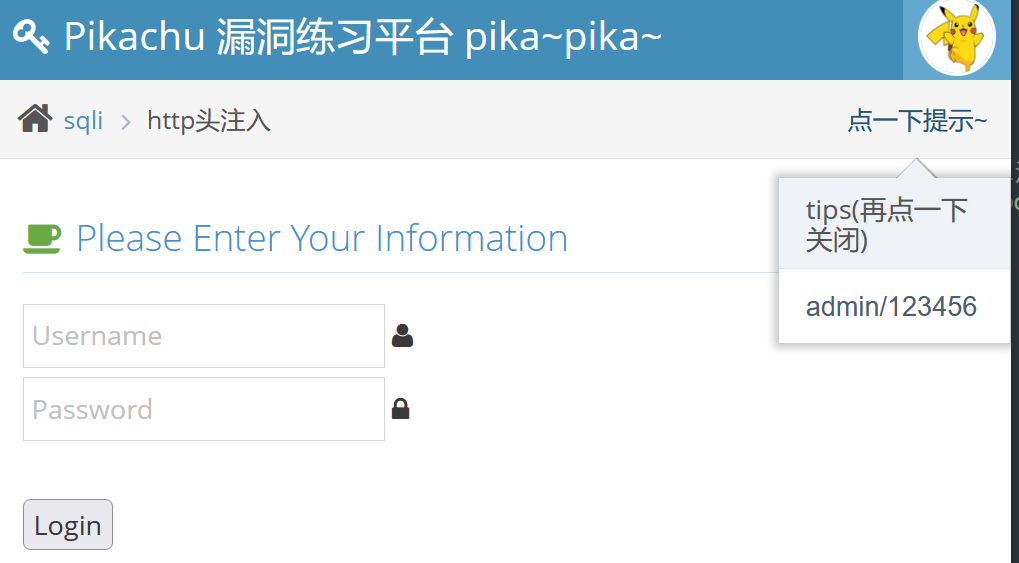 Pikachu 漏洞练习平台 pika~pika~
sqli > http头注入
点一下提示~
tips(再点一下
关闭)
admin/123456
Please Enter Your Information
Username
Password
Login